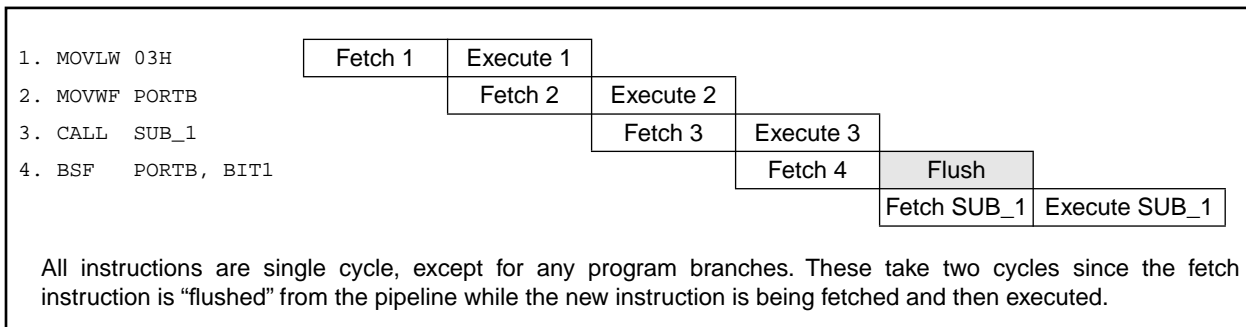 1. MOVLW 03H Fetch 1 Execute 1
2. MOVWF PORTB Fetch 2 Execute 2
3. CALL SUB_1 Fetch 3 Execute 3
4. BSF PORTB, BIT1 Fetch 4 Flush
Fetch SUB_1 Execute SUB_1
All instructions are single cycle, except for any program branches. These take two cycles since the fetch
instruction is “flushed” from the pipeline while the new instruction is being fetched and then executed.